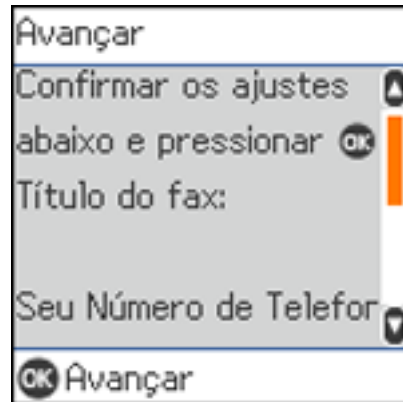 Avançar
Confirmar os ajustes
abaixo e pressionar OK
Título do fax:
Seu Número de Telefor
OK Avançar